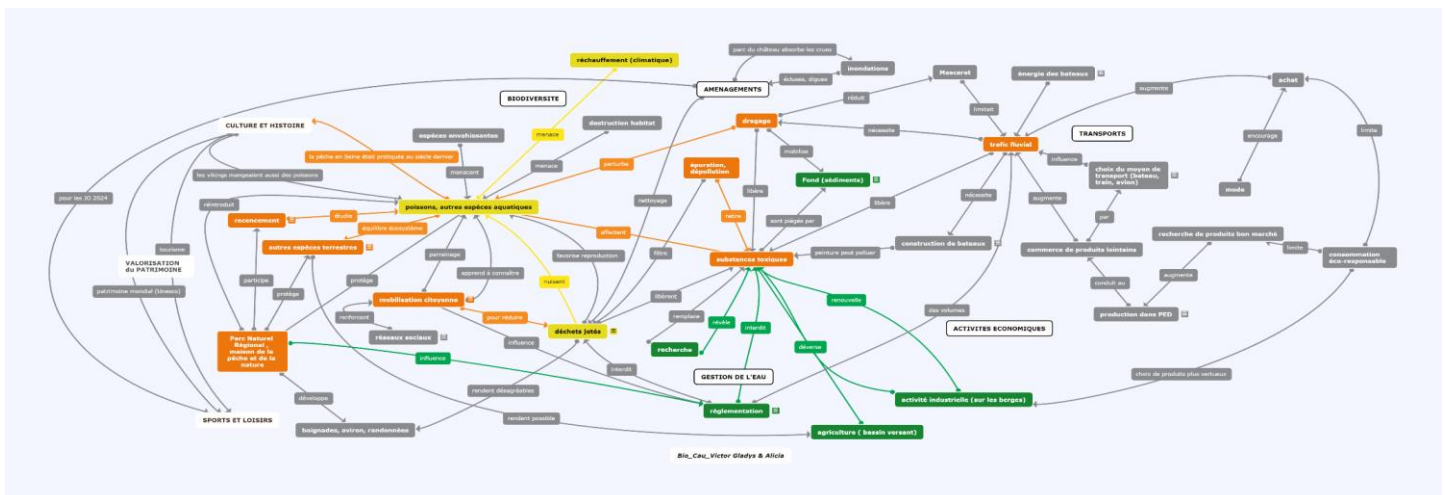 parc du château absorbe les crues
réchauffement (climatique)
inondations
Mascaret
énergie des bateaux
achat
écluses, digues
AMENAGEMENTS
BIODIVERSITE
réduit
augmente
limitait
CULTURE ET HISTOIRE
espèces envahissantes
destruction habitat
dragage
nécessite
TRANSPORTS
encourage
limite
menace
trafic fluvial
la pêche en Seine était pratiquée au siècle dernier
menacent
menace
perturbe
mobilise
influence
choix du moyen de
transport (bateau,
train, avion)
épuration,
dépollution
les vikings mangeaient aussi des poissons
Fond (sédiments)
mode
pour les JO 2024
nettoyage
libère
nécessite
augmente
réintroduit
poissons, autres espèces aquatiques
libère
recencement
étudie
retire
sont piégés par
par
équilibre écosystème
affectent
recherche de produits bon marché
autres espèces terrestres
construction de bateaux
tourisme
parrainage
favorise reproduction
filtre
peinture peut polluer
commerce de produits lointains
limite
consommation
éco-responsable
VALORISATION
du PATRIMOINE
substances toxiques
apprend à connaître
participe
protège
protège
nuisent
augmente
conduit au
patrimoine mondial (Unesco)
mobilisation citoyenne
libèrent
renouvelle
des volumes
production dans PED
renforcent
pour réduire
remplace
révèle
interdit
déchets jetés
ACTIVITES ECONOMIQUES
Parc Naturel
Régional ,
maison de la
pêche et de la
nature
réseaux sociaux
influence
recherche
déverse
influence
interdit
GESTION DE L'EAU
choix de produits plus vertueux
rendent désagréables
développe
activité industrielle (sur les berges)
réglementation
SPORTS ET LOISIRS
rendent possible
baignades, aviron, randonnées
agriculture ( bassin versant)
Bio_Cau_Victor Gladys & Alicia